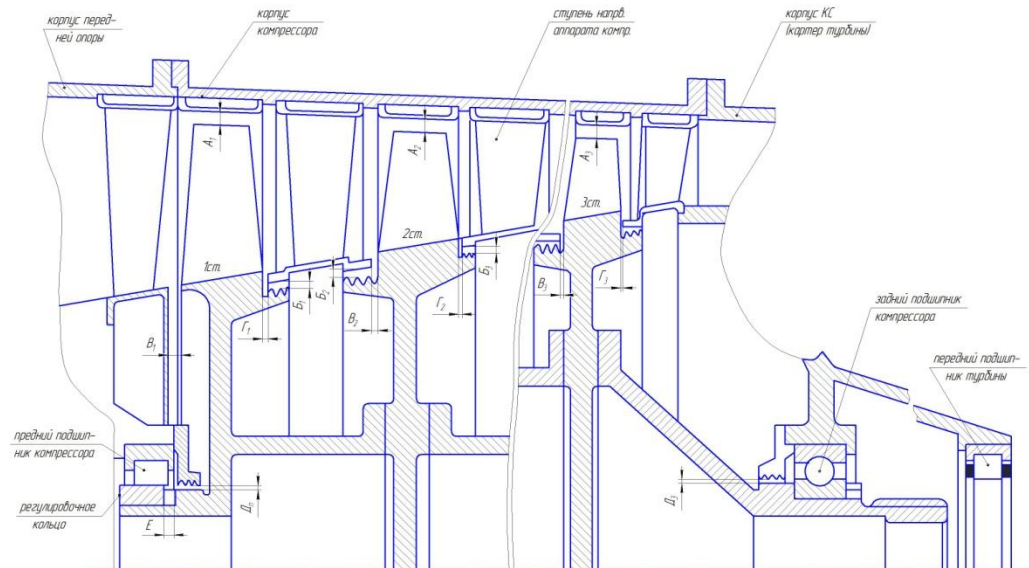 корпус перед-
ней опоры
корпус
компрессора
ступень напрв.
аппарата компр.
корпус КС
(картер турбины)
А₁
А₂
А₃
1ст.
2ст.
3ст.
Б₁
Б₂
Б₃
В₁
В₂
В₃
Г₁
Г₂
Г₃
задний подшипник
компрессора
передний подшип-
ник турбины
предний подшип-
ник компрессора
регулировочное
кольцо
Е
Дп
Д₃